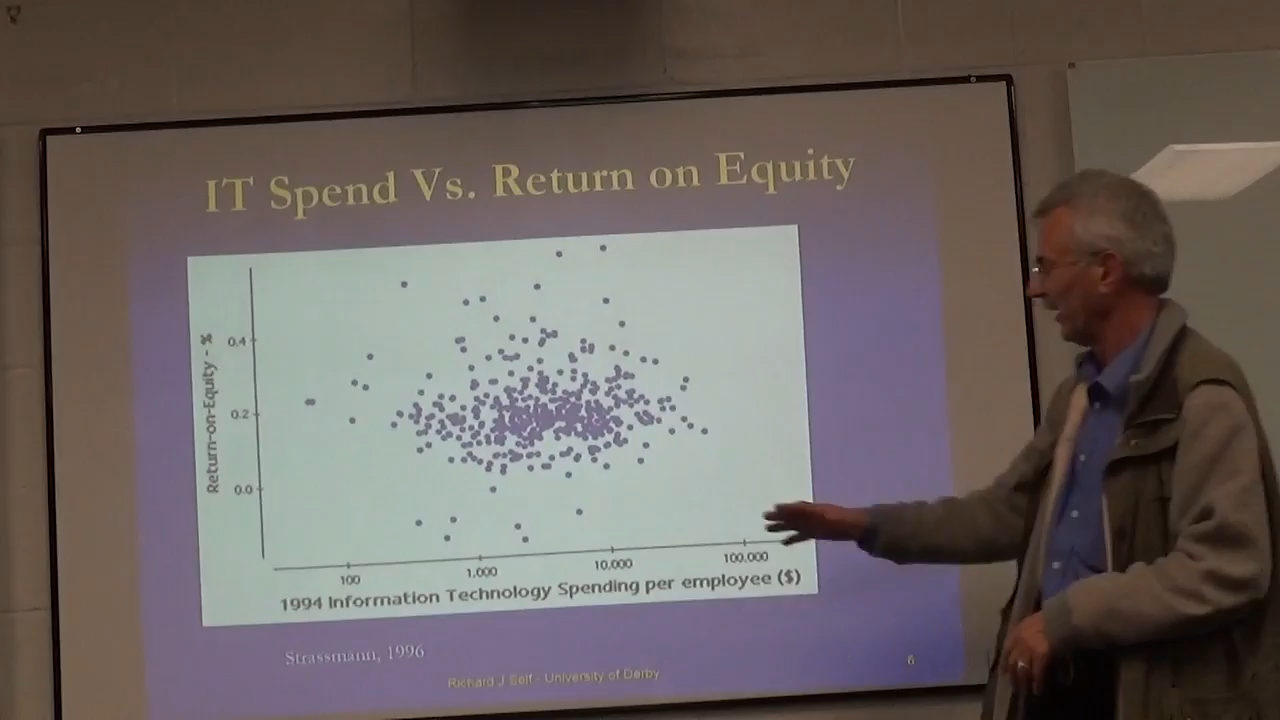 IT Spend Vs. Return on Equity
Return-on-Equity - %
0.4
0.2
0.0
100
1,000
10,000
100,000
1994 Information Technology Spending per employee ($)
Strassmann, 1996
Richard J Self - University of Derby
6